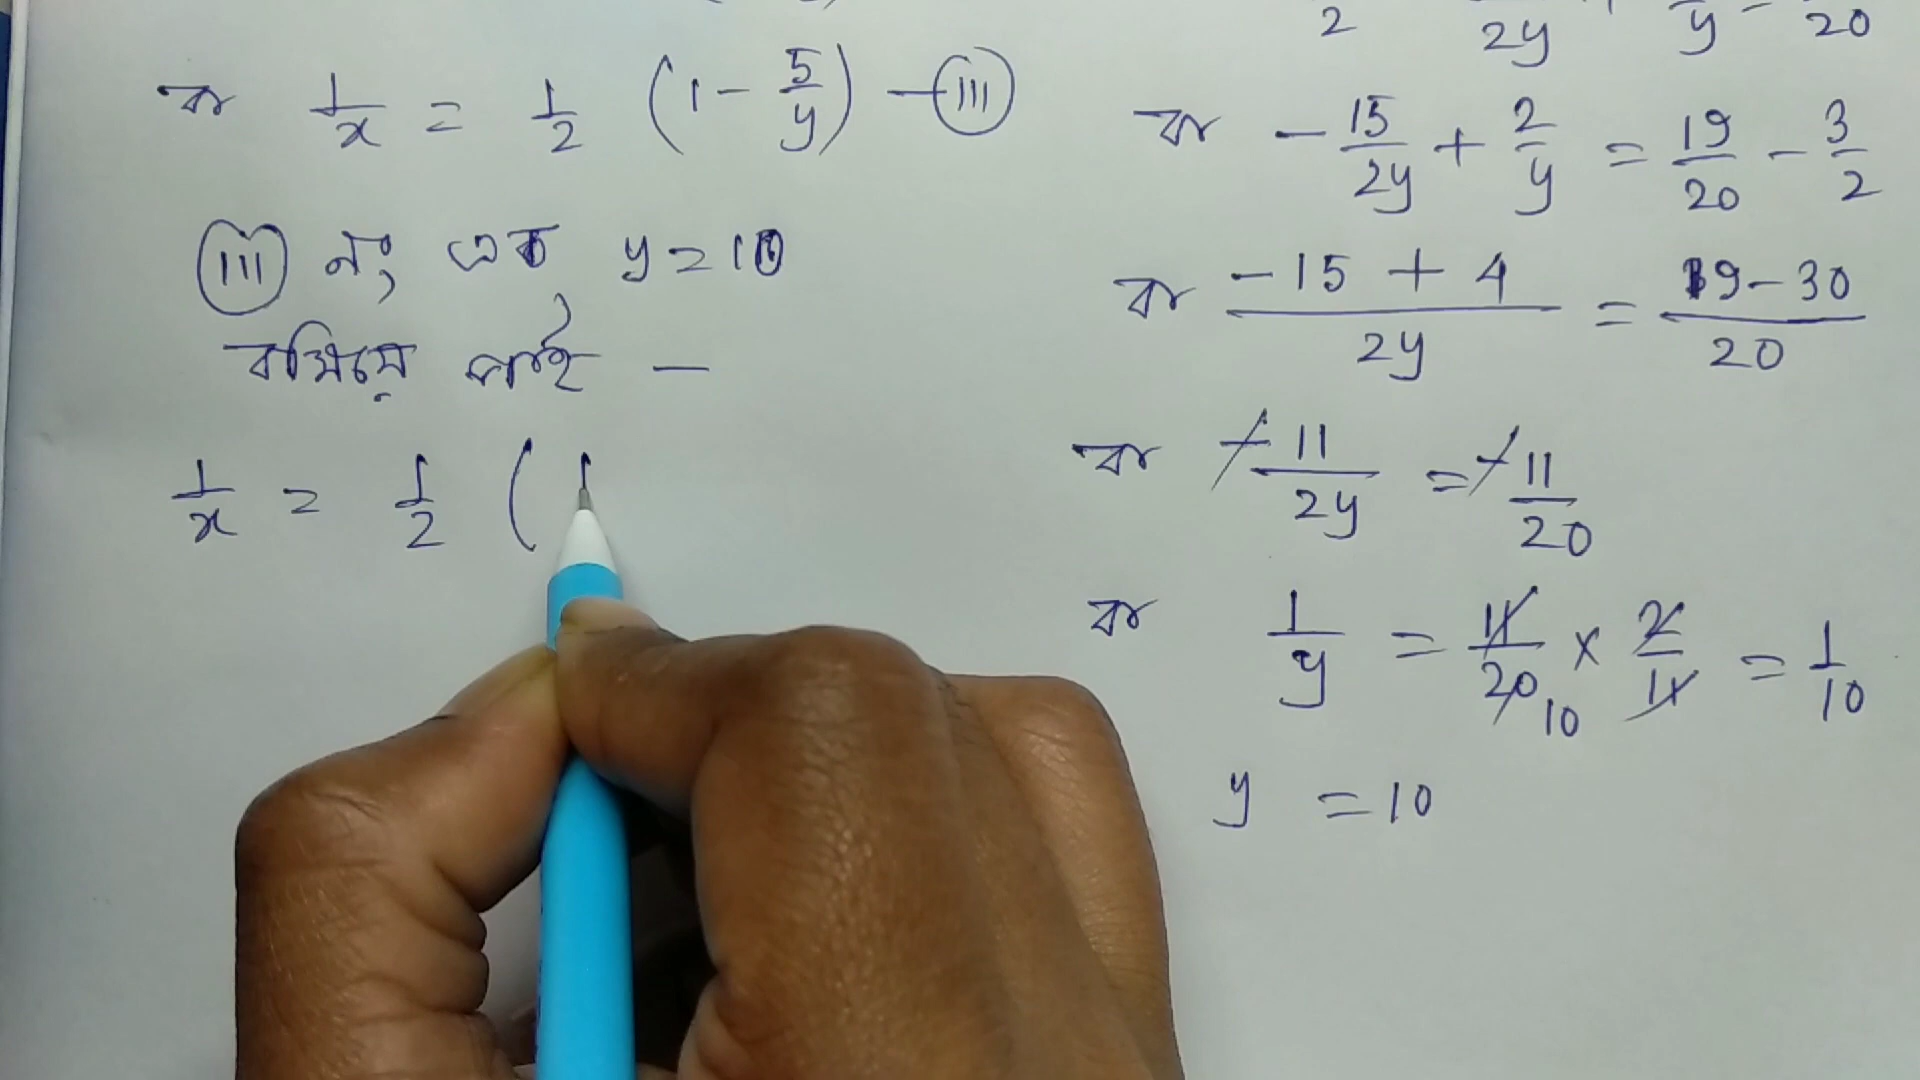 বা 1/x = 1/2 (1 - 5/y) — (III)
(III) নং এ y = 10
বসিয়ে পাই —
1/x = 1/2 ( 1
2 2y y 20
বা - 15/2y + 2/y = 19/20 - 3/2
বা (-15 + 4)/2y = (19 - 30)/20
বা - 11/2y = - 11/20
বা 1/y = 11/20 10 × 2/11 = 1/10
y = 10